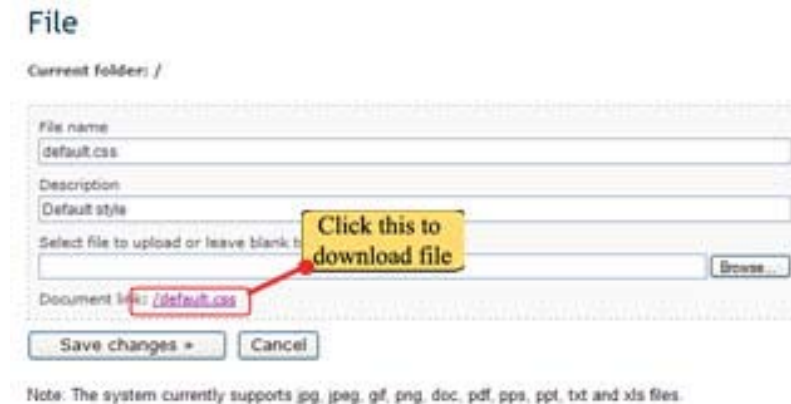 File
Current folder: /
File name
default.css
Description
Default style
Select file to upload or leave blank
Browse...
Click this to
download file
Document link: /default.css
Save changes »
Cancel
Note: The system currently supports jpg, jpeg, gif, png, doc, pdf, pps, ppt, txt and xls files.